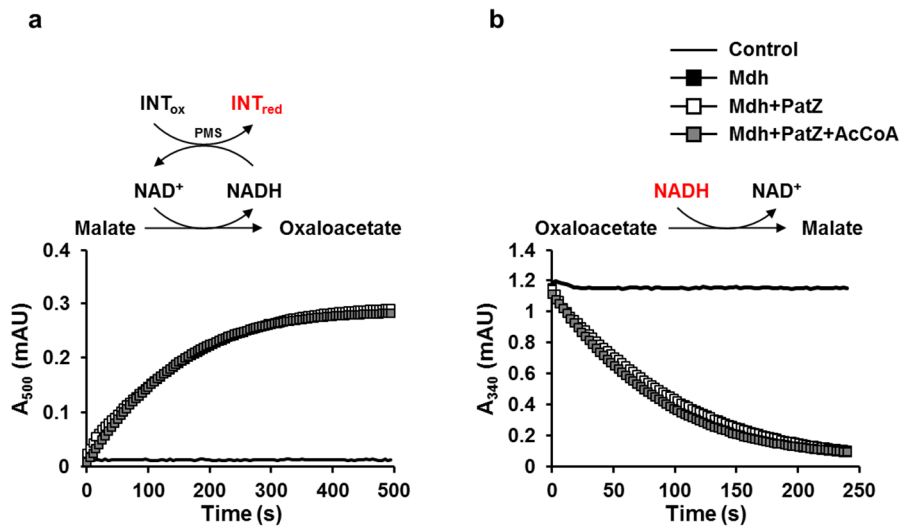 a
INTox INTred
PMS
NAD+ NADH
Malate Oxaloacetate
0.4
0.3
0.2
0.1
0
A500 (mAU)
0 100 200 300 400 500
Time (s)
b
Control
Mdh
Mdh+PatZ
Mdh+PatZ+AcCoA
NADH NAD+
Oxaloacetate Malate
1.4
1.2
1
0.8
0.6
0.4
0.2
0
A340 (mAU)
0 50 100 150 200 250
Time (s)